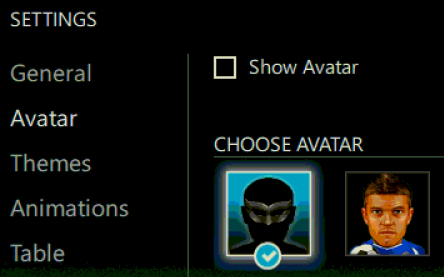 SETTINGS
General
Avatar
Themes
Animations
Table
Show Avatar
CHOOSE AVATAR